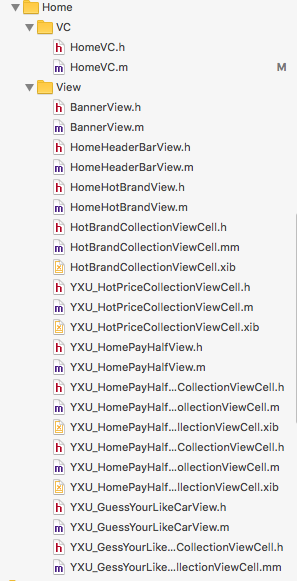 Home
VC
HomeVC.h
HomeVC.m M
View
BannerView.h
BannerView.m
HomeHeaderBarView.h
HomeHeaderBarView.m
HomeHotBrandView.h
HomeHotBrandView.m
HotBrandCollectionViewCell.h
HotBrandCollectionViewCell.mm
HotBrandCollectionViewCell.xib
YXU_HotPriceCollectionViewCell.h
YXU_HotPriceCollectionViewCell.m
YXU_HotPriceCollectionViewCell.xib
YXU_HomePayHalfView.h
YXU_HomePayHalfView.m
YXU_HomePayHalf...CollectionViewCell.h
YXU_HomePayHalf...ollectionViewCell.m
YXU_HomePayHalf...llectionViewCell.xib
YXU_HomePayHalf...CollectionViewCell.h
YXU_HomePayHalf...ollectionViewCell.m
YXU_HomePayHalf...llectionViewCell.xib
YXU_GuessYourLikeCarView.h
YXU_GuessYourLikeCarView.m
YXU_GessYourLike...CollectionViewCell.h
YXU_GessYourLike...llectionViewCell.mm